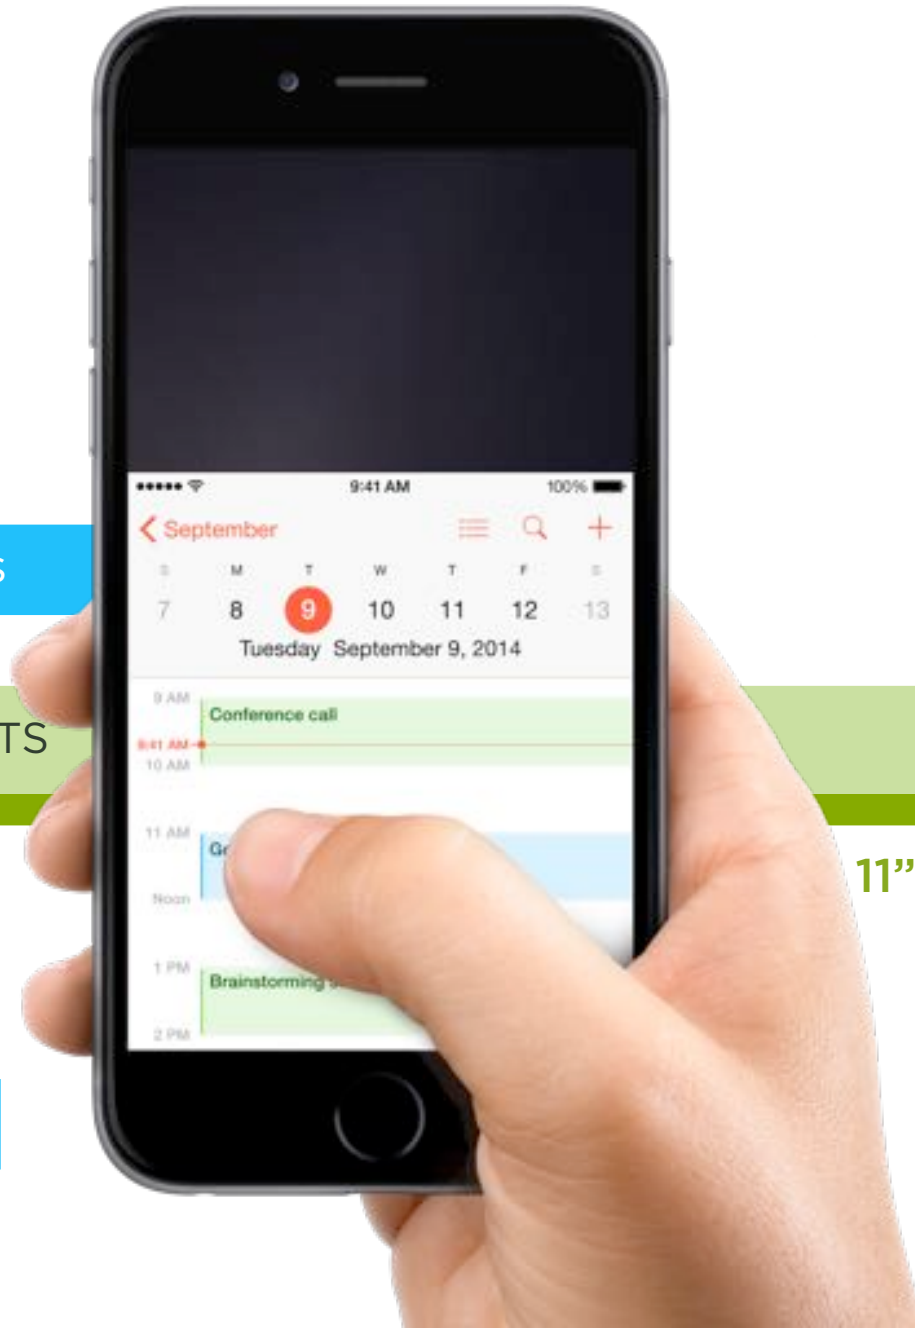 9:41 AM 100%
September
S M T W T F S
7 8 9 10 11 12 13
Tuesday September 9, 2014
9 AM
Conference call
9:41 AM
10 AM
11 AM
Noon
1 PM
Brainstorming
2 PM
S
TS
11”